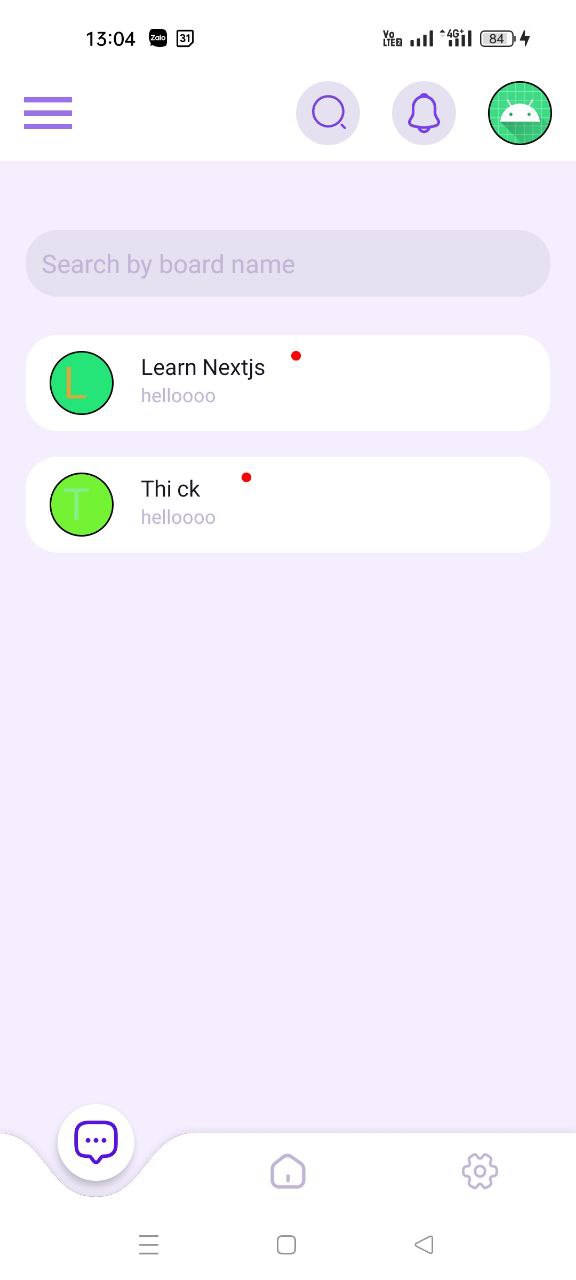 13:04 Zalo 31 Vo LTE2 4G+ 84
Search by board name
L
Learn Nextjs
helloooo
T
Thi ck
helloooo